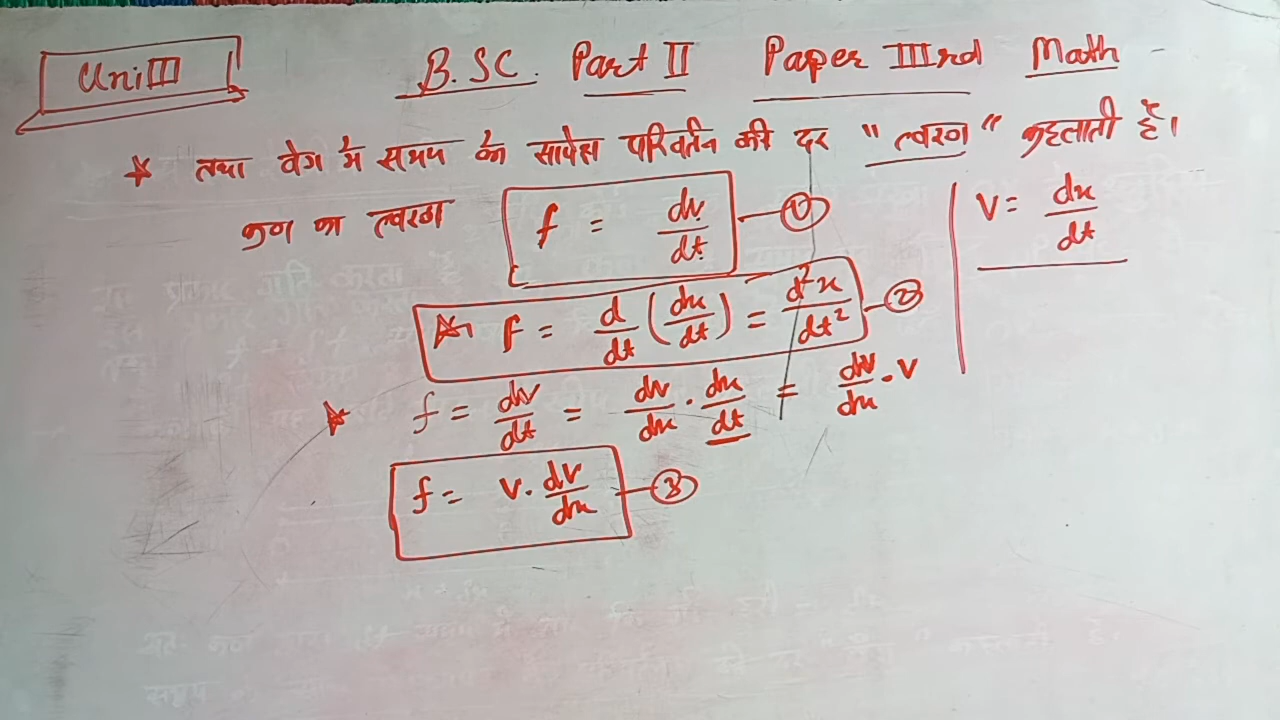 Unit III
B.SC. Part II Paper IIIrd Math -
* तथा वेग मे समय के सापेक्ष परिवर्तन की दर "त्वरण" कहलाती है।
कण का त्वरण f = dv/dt — ①
V = dx/dt
* f = d/dt (dx/dt) = d²x/dt² — ②
* f = dv/dt = dv/dx . dx/dt = dv/dx . v
f = v. dv/dx — ③